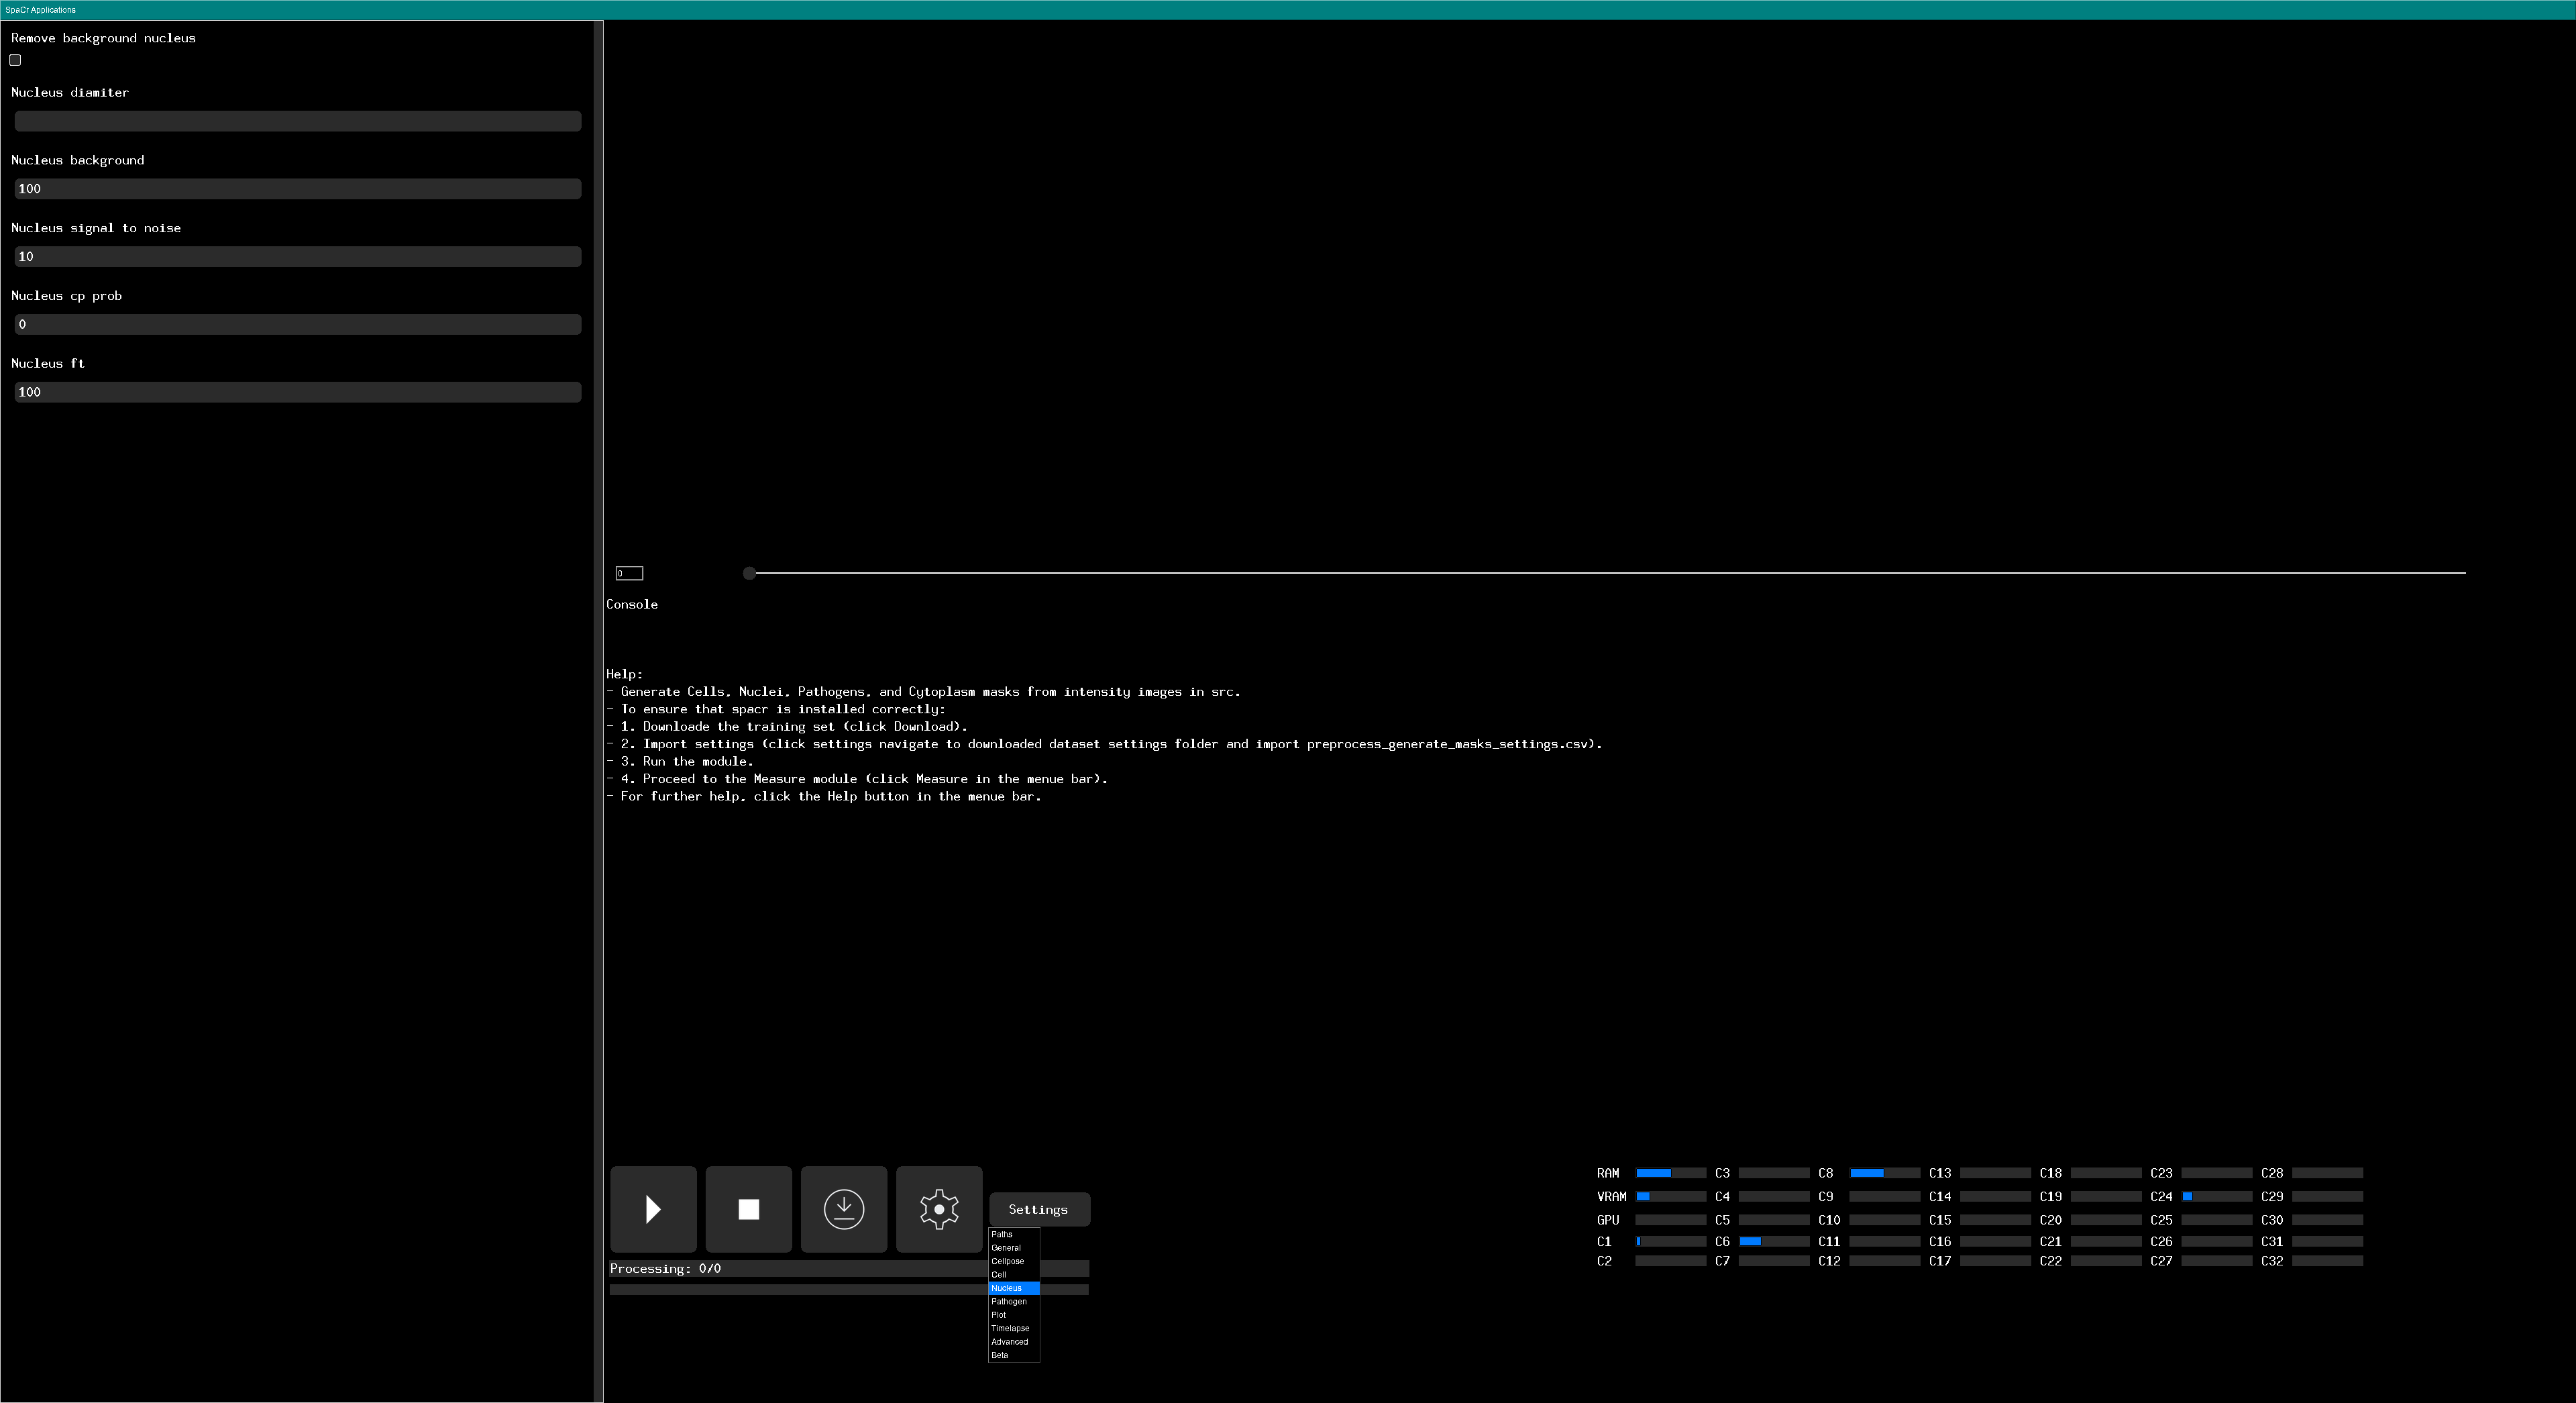 SpaCr Applications
Remove background nucleus
Nucleus diamiter
Nucleus background
100
Nucleus signal to noise
10
Nucleus cp prob
0
Nucleus ft
100
0
Console
Help:
- Generate Cells, Nuclei, Pathogens, and Cytoplasm masks from intensity images in src.
- To ensure that spacr is installed correctly:
- 1. Downloade the training set (click Download).
- 2. Import settings (click settings navigate to downloaded dataset settings folder and import preprocess_generate_masks_settings.csv).
- 3. Run the module.
- 4. Proceed to the Measure module (click Measure in the menue bar).
- For further help, click the Help button in the menue bar.
Settings
Paths
General
Cellpose
Cell
Nucleus
Pathogen
Plot
Timelapse
Advanced
Beta
Processing: 0/0
RAM C3 C8 C13 C18 C23 C28
VRAM C4 C9 C14 C19 C24 C29
GPU C5 C10 C15 C20 C25 C30
C1 C6 C11 C16 C21 C26 C31
C2 C7 C12 C17 C22 C27 C32